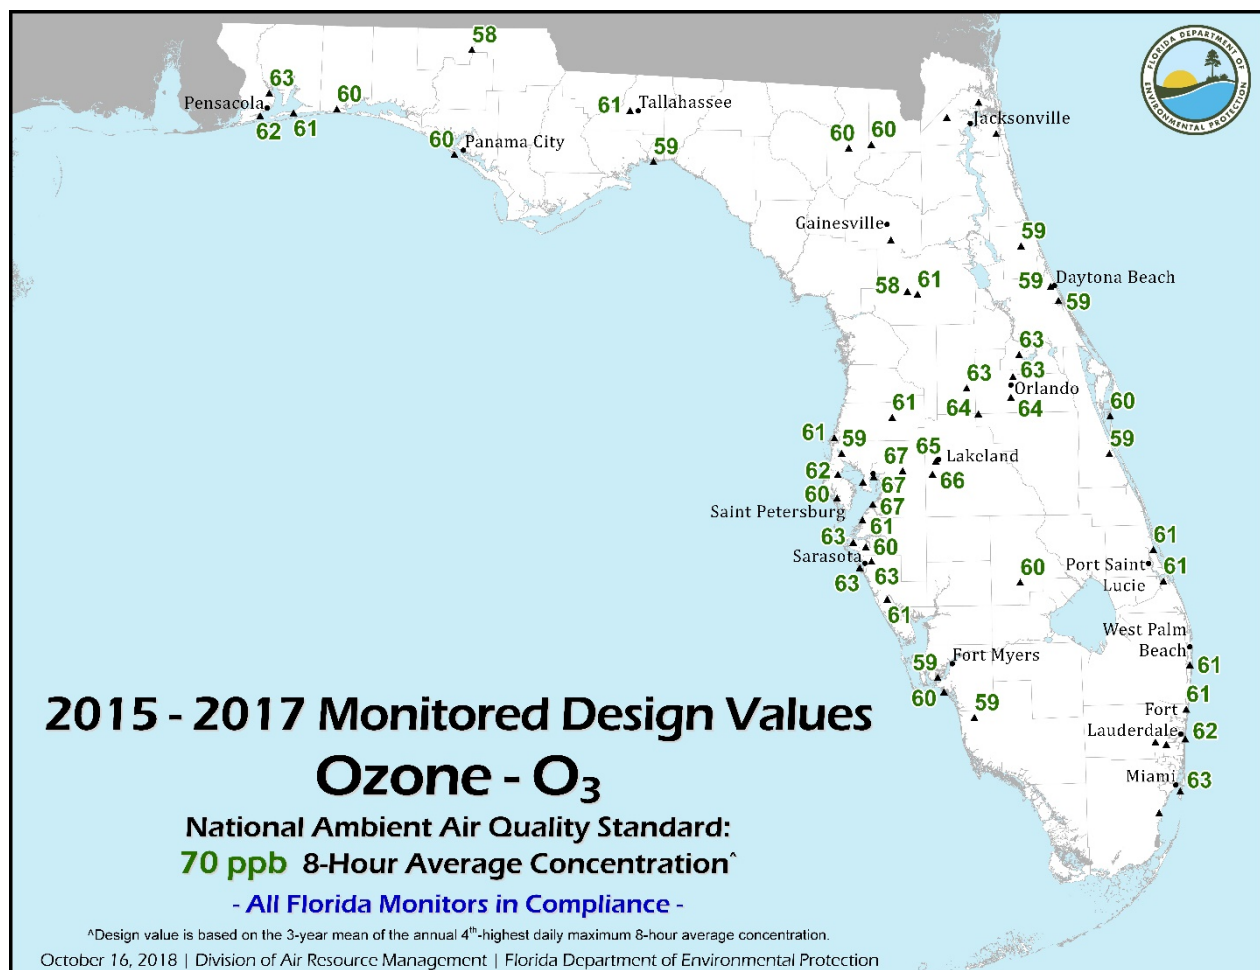 58
63
Pensacola
60
62
61
61
Tallahassee
60
Panama City
59
60
60
Jacksonville
FLORIDA DEPARTMENT OF
ENVIRONMENTAL PROTECTION
Gainesville
59
58
61
59
Daytona Beach
59
63
63
63
Orlando
61
64
64
60
61
59
59
67
65
Lakeland
62
67
66
60
67
Saint Petersburg
61
63
60
61
Sarasota
63
63
60
Port Saint
Lucie
61
61
West Palm
Beach
59
Fort Myers
61
60
59
61
Fort
Lauderdale
62
Miami
63
2015 - 2017 Monitored Design Values
Ozone - O₃
National Ambient Air Quality Standard:
70 ppb 8-Hour Average Concentration^
- All Florida Monitors in Compliance -
^Design value is based on the 3-year mean of the annual 4th-highest daily maximum 8-hour average concentration.
October 16, 2018 | Division of Air Resource Management | Florida Department of Environmental Protection